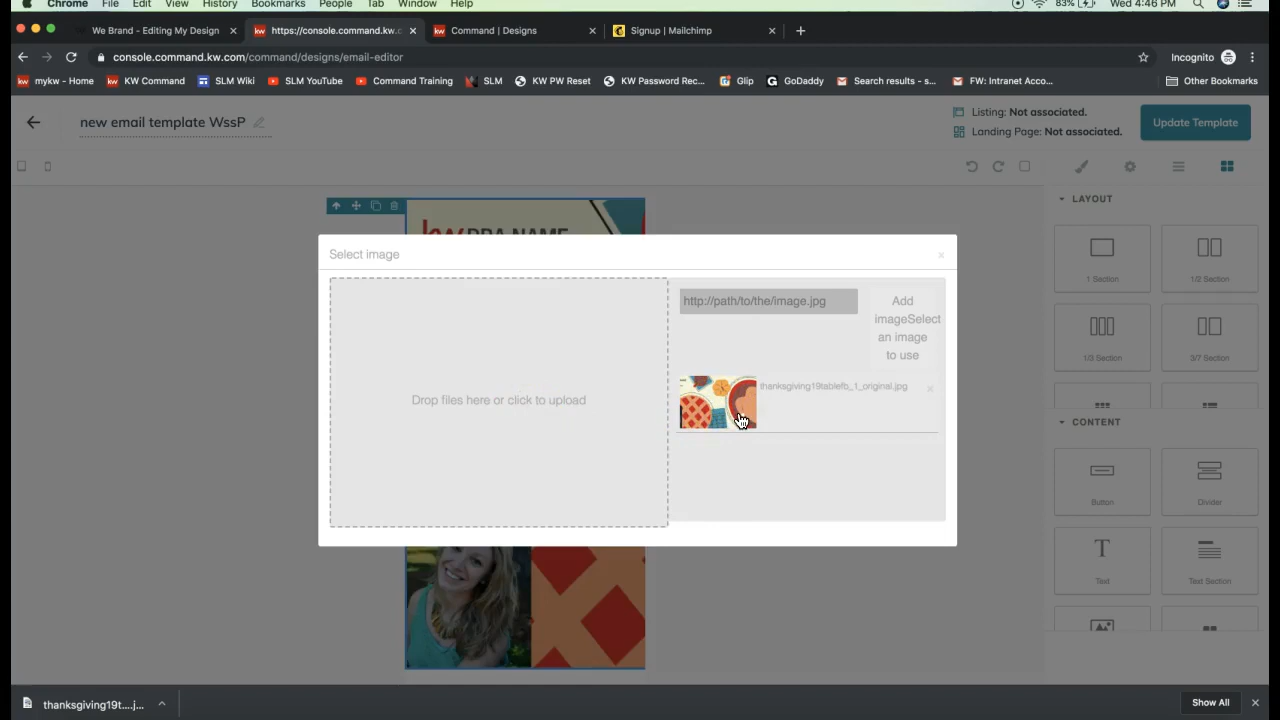 Chrome File Edit View History Bookmarks People Tab Window Help 83% Wed 4:46 PM
We Brand - Editing My Design × https://console.command.kw.c × Command | Designs × Signup | Mailchimp × +
console.command.kw.com/command/designs/email-editor Incognito
mykw - Home KW Command SLM Wiki SLM YouTube Command Training SLM KW PW Reset KW Password Rec... Glip GoDaddy Search results - s... FW: Intranet Acco... Other Bookmarks
new email template WssP
Listing: Not associated.
Landing Page: Not associated.
Update Template
LAYOUT
kw DBA NAME
Select image ×
1 Section 1/2 Section
http://path/to/the/image.jpg
Add
imageSelect
an image
to use
1/3 Section 3/7 Section
thanksgiving19tablefb_1_original.jpg ×
Drop files here or click to upload
CONTENT
Button Divider
T
Text Text Section
thanksgiving19t....j...
Show All ×